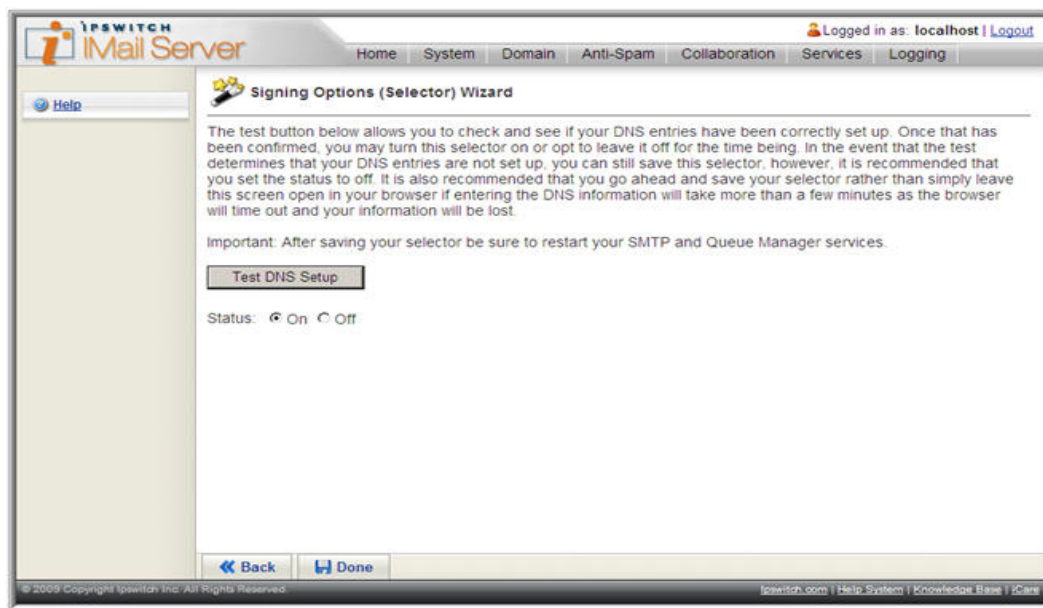 IPSWITCH
IMail Server
Logged in as: localhost | Logout
Home System Domain Anti-Spam Collaboration Services Logging
Help
Signing Options (Selector) Wizard
The test button below allows you to check and see if your DNS entries have been correctly set up. Once that has
been confirmed, you may turn this selector on or opt to leave it off for the time being. In the event that the test
determines that your DNS entries are not set up, you can still save this selector, however, it is recommended that
you set the status to off. It is also recommended that you go ahead and save your selector rather than simply leave
this screen open in your browser if entering the DNS information will take more than a few minutes as the browser
will time out and your information will be lost.
Important: After saving your selector be sure to restart your SMTP and Queue Manager services.
Test DNS Setup
Status: On Off
Back Done
© 2009 Copyright Ipswitch Inc. All Rights Reserved. Ipswitch.com | Help System | Knowledge Base | iCare